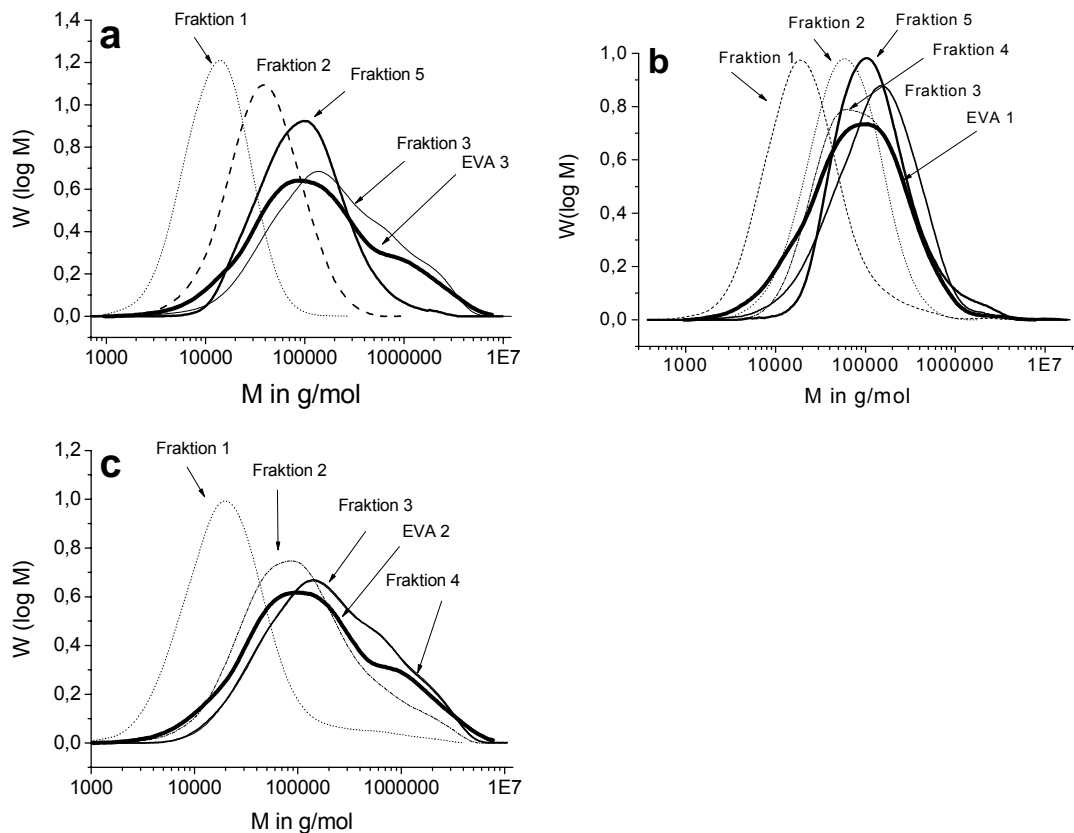 a
Fraktion 1
Fraktion 2
Fraktion 5
Fraktion 3
EVA 3
1,4
1,2
1,0
0,8
0,6
0,4
0,2
0,0
W (log M)
1000
10000
100000
1000000
1E7
M in g/mol
b
Fraktion 1
Fraktion 2
Fraktion 5
Fraktion 4
Fraktion 3
EVA 1
1,0
0,8
0,6
0,4
0,2
0,0
W(log M)
1000
10000
100000
1000000
1E7
M in g/mol
c
Fraktion 1
Fraktion 2
Fraktion 3
EVA 2
Fraktion 4
1,2
1,0
0,8
0,6
0,4
0,2
0,0
W (log M)
1000
10000
100000
1000000
1E7
M in g/mol